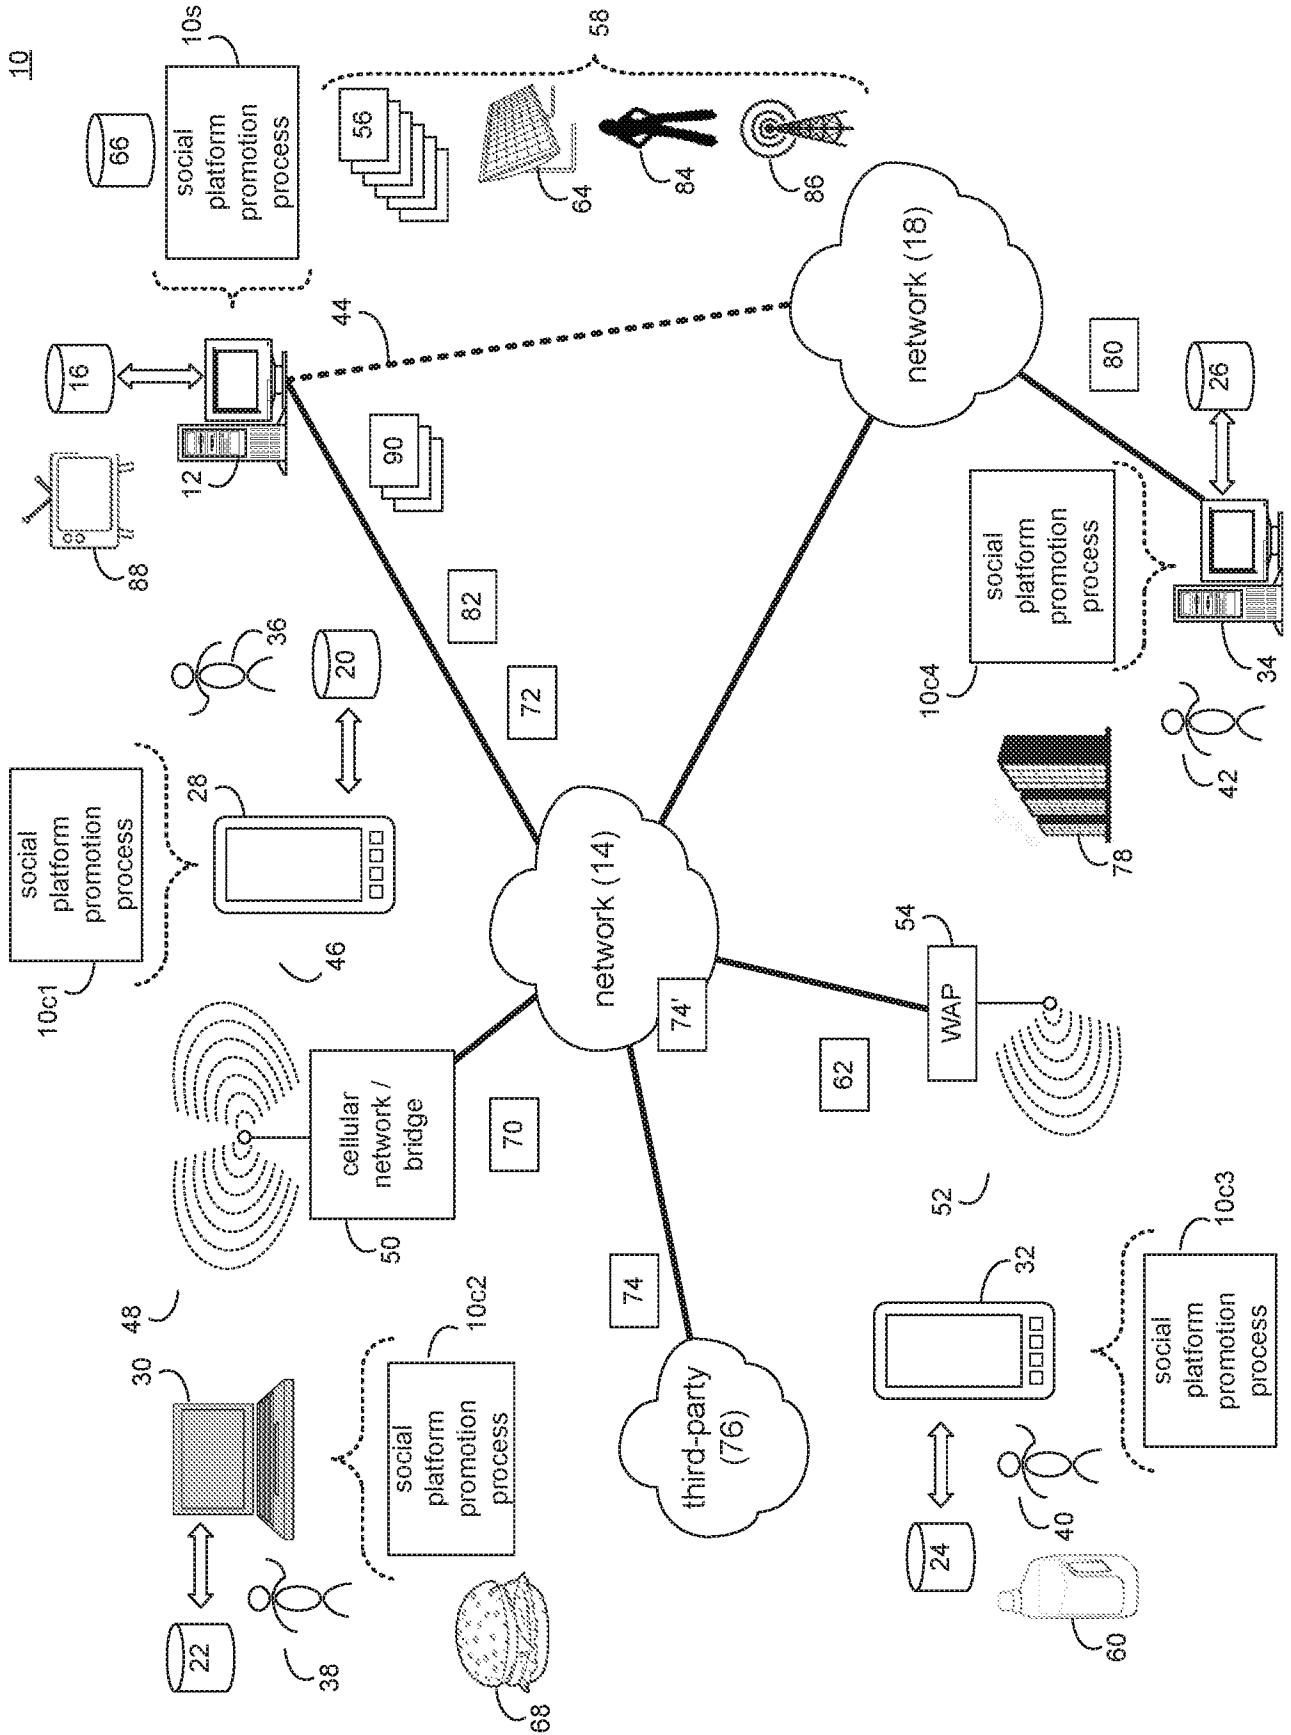 10
48
30
22
38
10c2
social
platform
promotion
process
68
cellular
network /
bridge
50
70
46
10c1
social
platform
promotion
process
28
20
36
88
12
16
66
10s
social
platform
promotion
process
44
90
82
72
56
64
84
86
58
third-party
(76)
74
network (14)
74'
network (18)
62
WAP
54
52
32
24
40
60
10c3
social
platform
promotion
process
10c4
social
platform
promotion
process
78
42
34
26
80